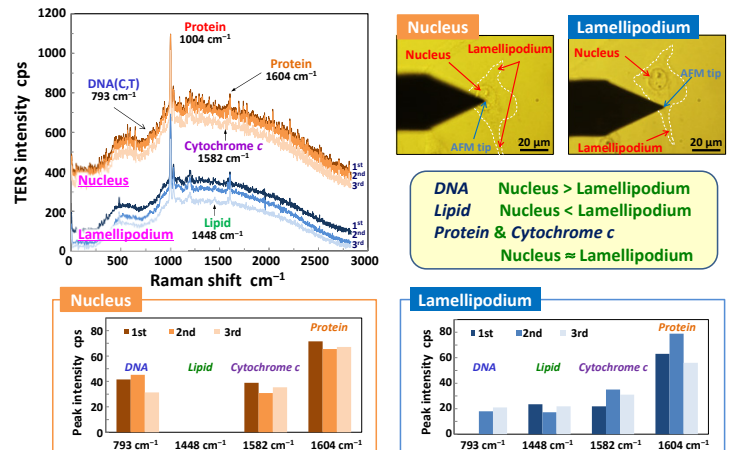 1200
1000
800
600
400
200
0
TERS intensity cps
Protein
1004 cm⁻¹
Protein
1604 cm⁻¹
DNA(C,T)
793 cm⁻¹
Cytochrome c
1582 cm⁻¹
1st
2nd
3rd
Nucleus
Lipid
1448 cm⁻¹
Lamellipodium
1st
2nd
3rd
0 500 1000 1500 2000 2500 3000
Raman shift cm⁻¹
Nucleus
Nucleus
Lamellipodium
AFM tip
20 µm
Lamellipodium
Nucleus
AFM tip
Lamellipodium
20 µm
DNA Nucleus > Lamellipodium
Lipid Nucleus < Lamellipodium
Protein & Cytochrome c
Nucleus ≈ Lamellipodium
Nucleus
Peak intensity cps
80
60
40
20
0
1st 2nd 3rd
Protein
DNA Lipid Cytochrome c
793 cm⁻¹ 1448 cm⁻¹ 1582 cm⁻¹ 1604 cm⁻¹
Lamellipodium
Peak intensity cps
80
60
40
20
0
1st 2nd 3rd
Protein
DNA Lipid Cytochrome c
793 cm⁻¹ 1448 cm⁻¹ 1582 cm⁻¹ 1604 cm⁻¹